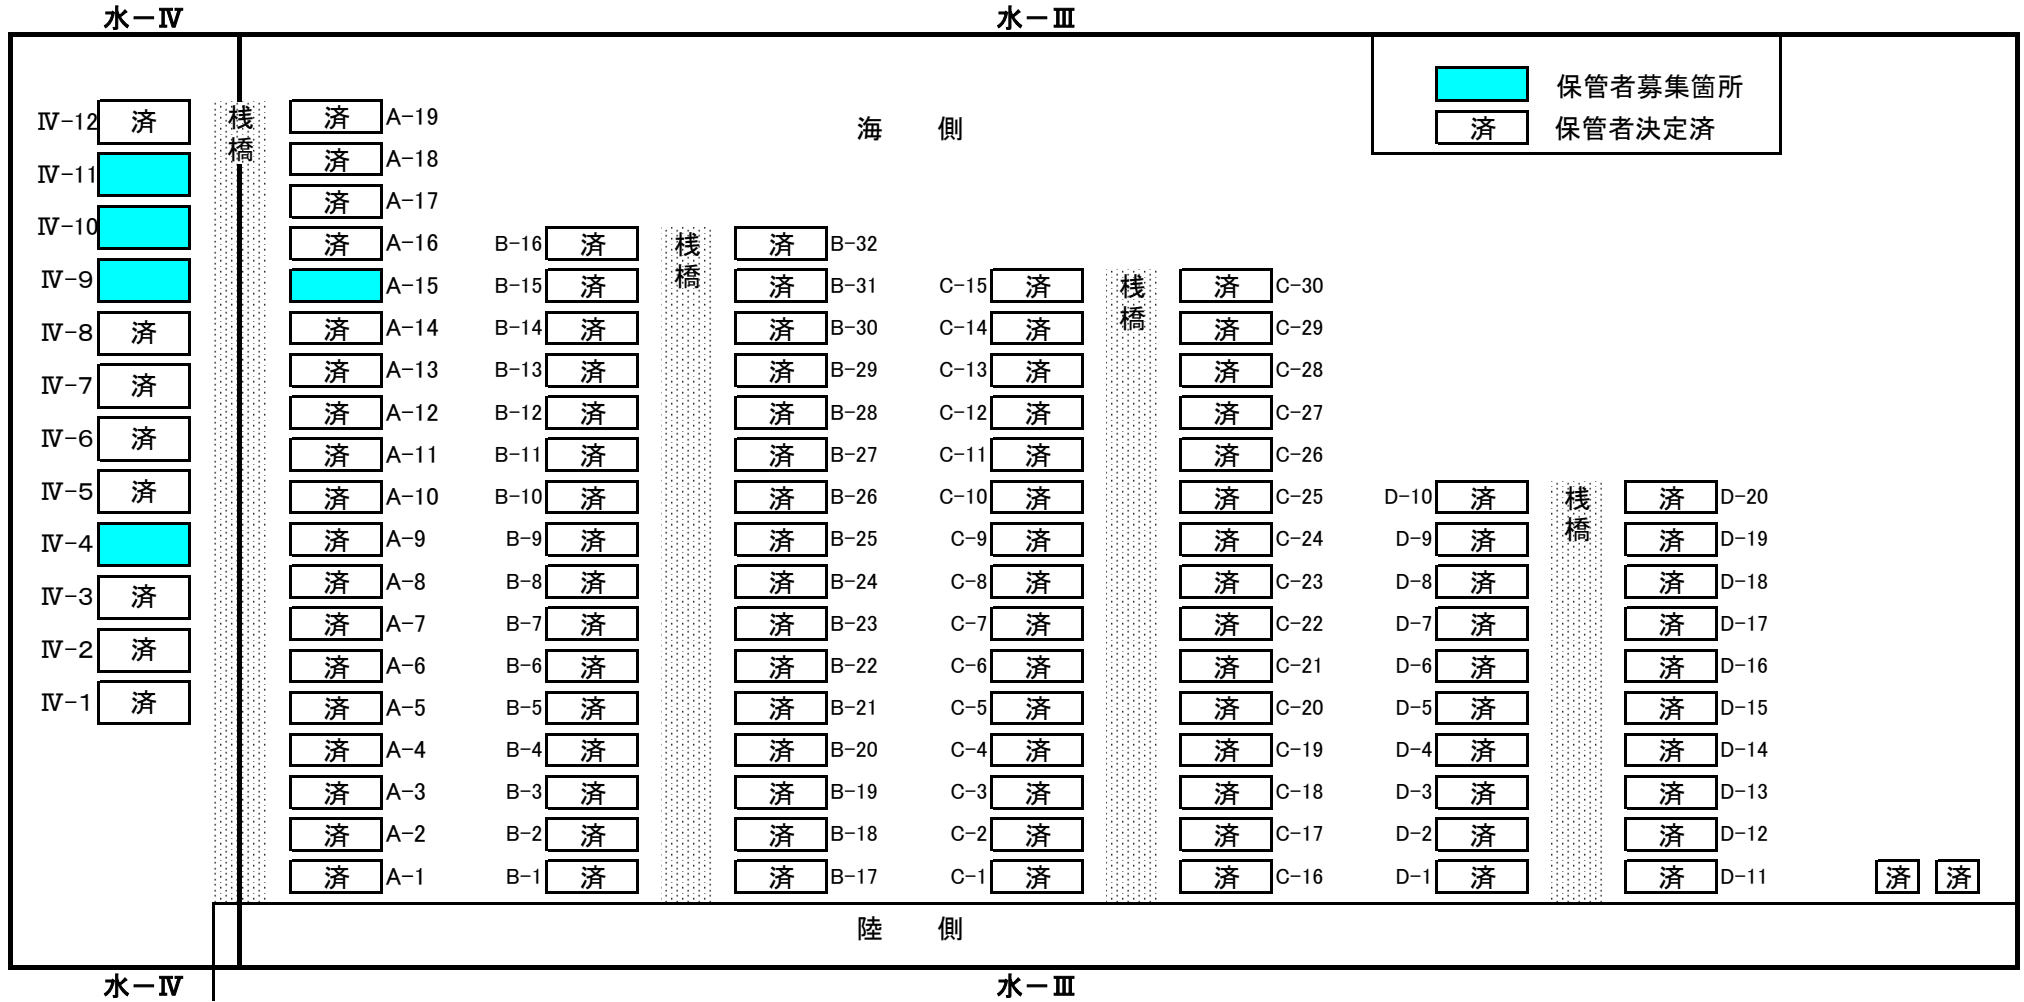 水－Ⅳ 水－Ⅲ
保管者募集箇所
済 保管者決定済
海 側
桟橋
Ⅳ-12 済
Ⅳ-11
Ⅳ-10
Ⅳ-9
Ⅳ-8 済
Ⅳ-7 済
Ⅳ-6 済
Ⅳ-5 済
Ⅳ-4
Ⅳ-3 済
Ⅳ-2 済
Ⅳ-1 済
済 A-19
済 A-18
済 A-17
済 A-16
A-15
済 A-14
済 A-13
済 A-12
済 A-11
済 A-10
済 A-9
済 A-8
済 A-7
済 A-6
済 A-5
済 A-4
済 A-3
済 A-2
済 A-1
B-16 済
B-15 済
B-14 済
B-13 済
B-12 済
B-11 済
B-10 済
B-9 済
B-8 済
B-7 済
B-6 済
B-5 済
B-4 済
B-3 済
B-2 済
B-1 済
桟橋
済 B-32
済 B-31
済 B-30
済 B-29
済 B-28
済 B-27
済 B-26
済 B-25
済 B-24
済 B-23
済 B-22
済 B-21
済 B-20
済 B-19
済 B-18
済 B-17
C-15 済
C-14 済
C-13 済
C-12 済
C-11 済
C-10 済
C-9 済
C-8 済
C-7 済
C-6 済
C-5 済
C-4 済
C-3 済
C-2 済
C-1 済
桟橋
済 C-30
済 C-29
済 C-28
済 C-27
済 C-26
済 C-25
済 C-24
済 C-23
済 C-22
済 C-21
済 C-20
済 C-19
済 C-18
済 C-17
済 C-16
D-10 済
D-9 済
D-8 済
D-7 済
D-6 済
D-5 済
D-4 済
D-3 済
D-2 済
D-1 済
桟橋
済 D-20
済 D-19
済 D-18
済 D-17
済 D-16
済 D-15
済 D-14
済 D-13
済 D-12
済 D-11
済 済
陸 側
水－Ⅳ 水－Ⅲ